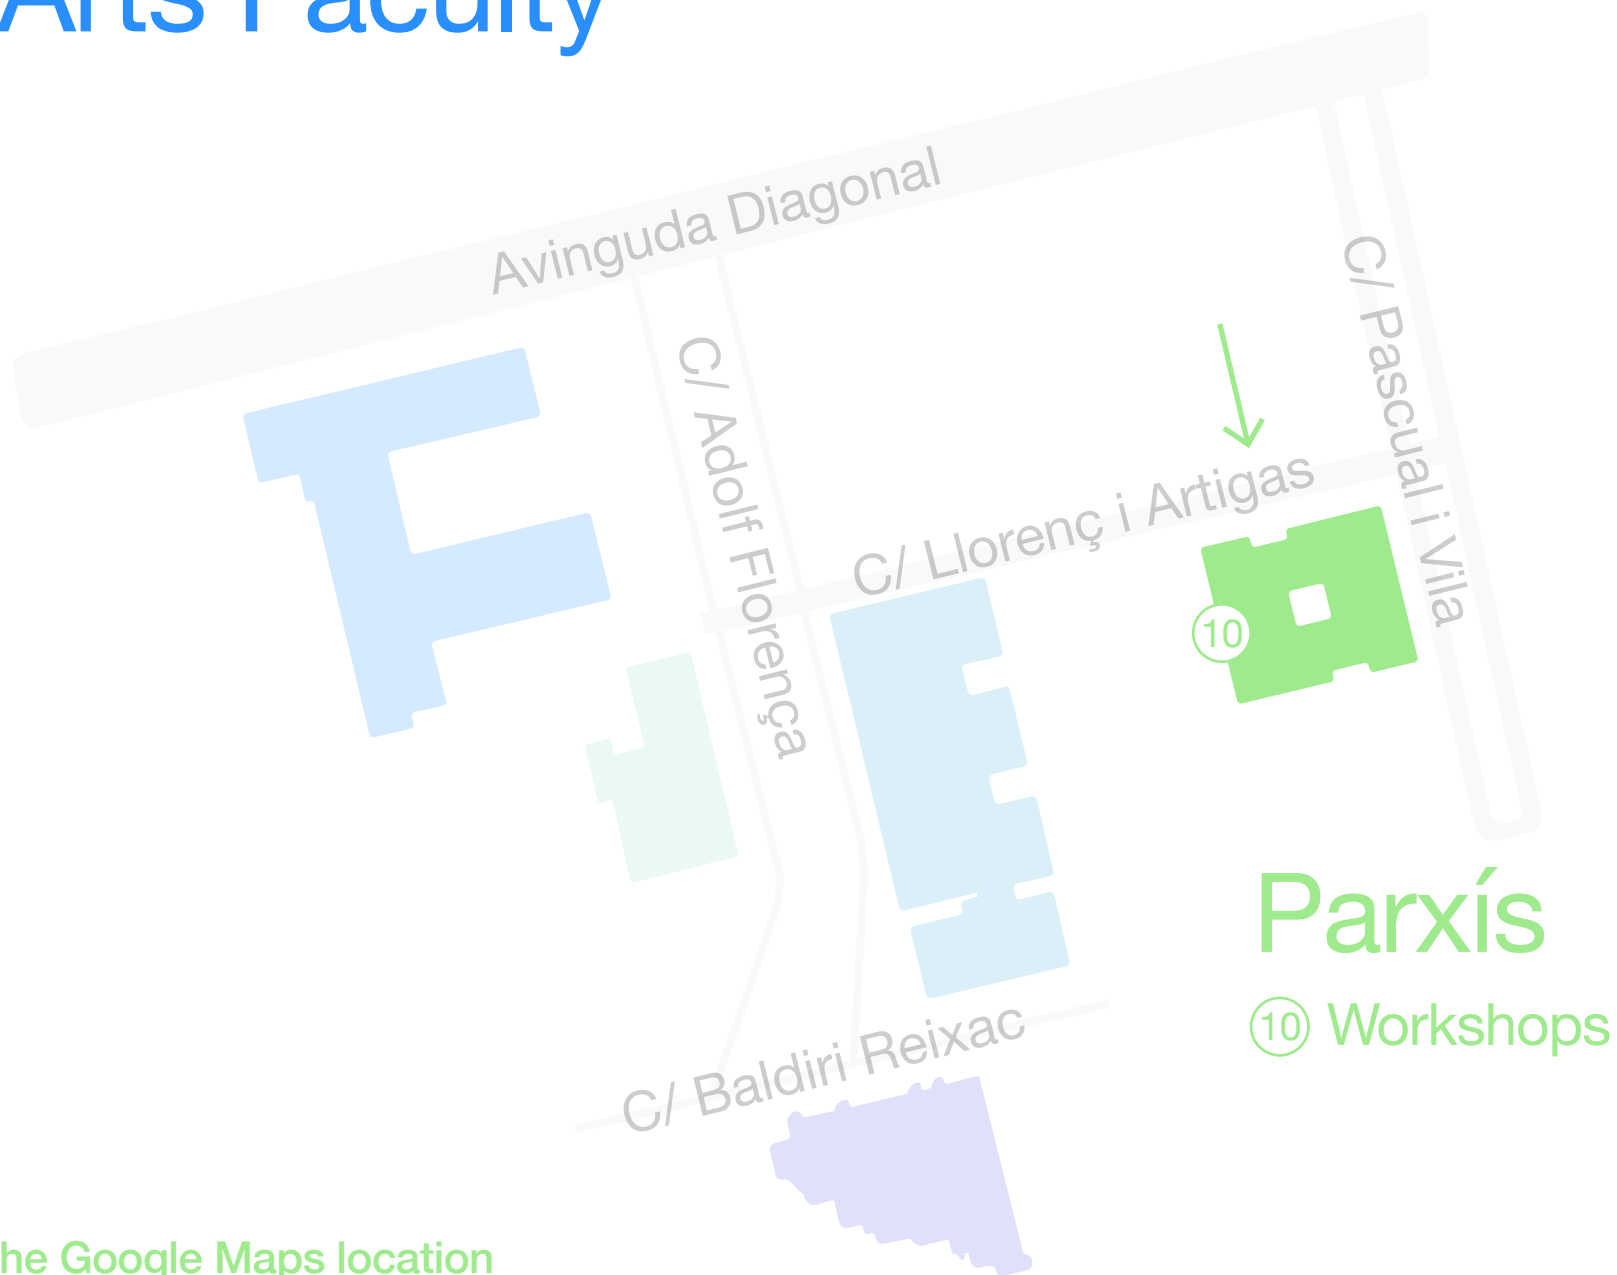 Arts Faculty
Avinguda Diagonal
C/ Adolf Florença
C/ Pascual i Vila
C/ Llorenç i Artigas
10
Parxís
10 Workshops
C/ Baldiri Reixac
he Google Maps location